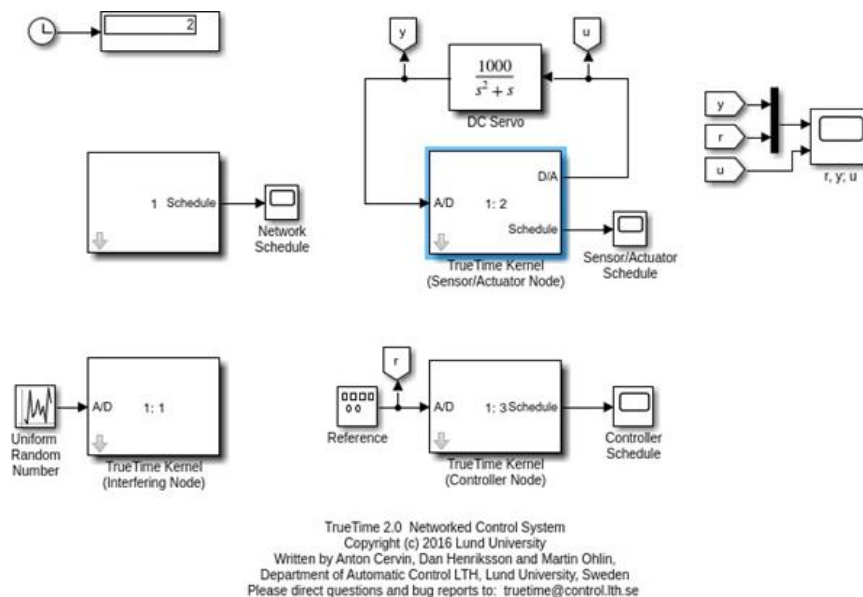 2
y
u
1000
s² + s
DC Servo
y
r
u
r, y; u
1 Schedule
Network
Schedule
D/A
A/D 1: 2
Schedule
TrueTime Kernel
(Sensor/Actuator Node)
Sensor/Actuator
Schedule
A/D 1: 1
Uniform
Random
Number
TrueTime Kernel
(Interfering Node)
r
Reference
A/D 1: 3 Schedule
TrueTime Kernel
(Controller Node)
Controller
Schedule
TrueTime 2.0 Networked Control System
Copyright (c) 2016 Lund University
Written by Anton Cervin, Dan Henriksson and Martin Ohlin,
Department of Automatic Control LTH, Lund University, Sweden
Please direct questions and bug reports to: truetime@control.lth.se